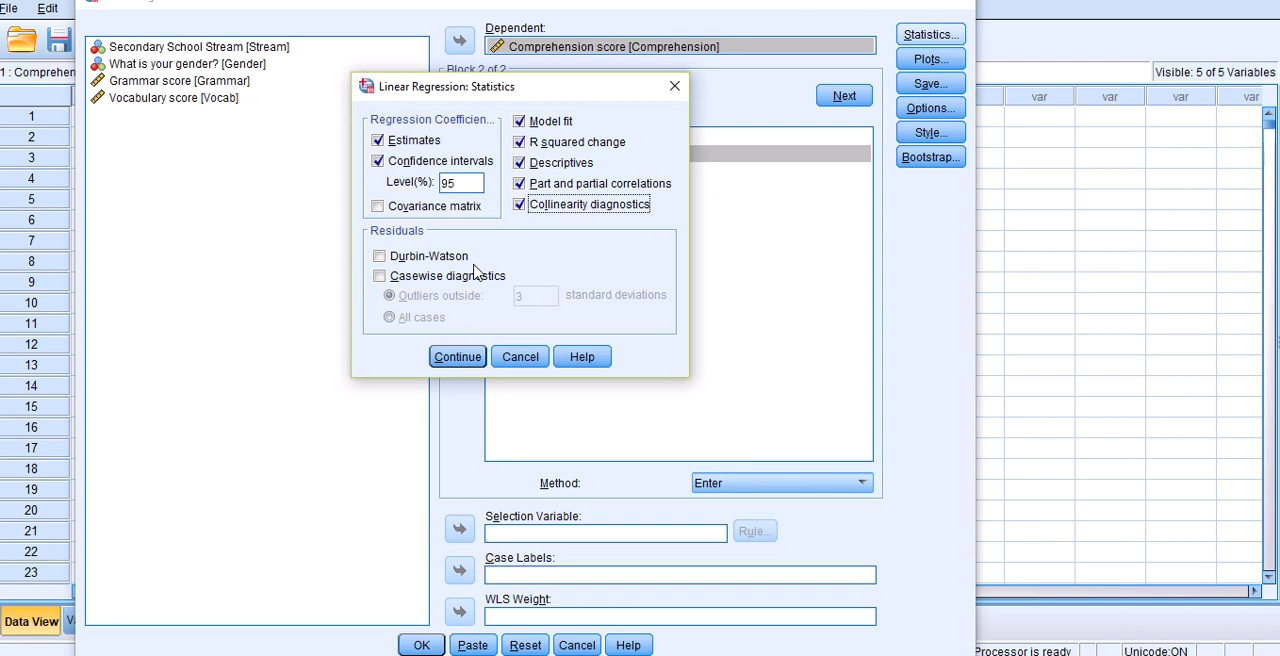 File Edit
Dependent:
Comprehension score [Comprehension]
Secondary School Stream [Stream]
What is your gender? [Gender]
Grammar score [Grammar]
Vocabulary score [Vocab]
Statistics...
Plots...
Save...
Options...
Style...
Bootstrap...
1 : Comprehen
Visible: 5 of 5 Variables
var var var var
Block 2 of 2
Next
Linear Regression: Statistics
Regression Coefficien...
Estimates
Confidence intervals
Level(%): 95
Covariance matrix
Model fit
R squared change
Descriptives
Part and partial correlations
Collinearity diagnostics
Residuals
Durbin-Watson
Casewise diagnostics
Outliers outside: 3 standard deviations
All cases
Continue Cancel Help
1
2
3
4
5
6
7
8
9
10
11
12
13
14
15
16
17
18
19
20
21
22
23
Method: Enter
Selection Variable:
Rule...
Case Labels:
WLS Weight:
Data View
OK Paste Reset Cancel Help
Processor is ready
Unicode:ON